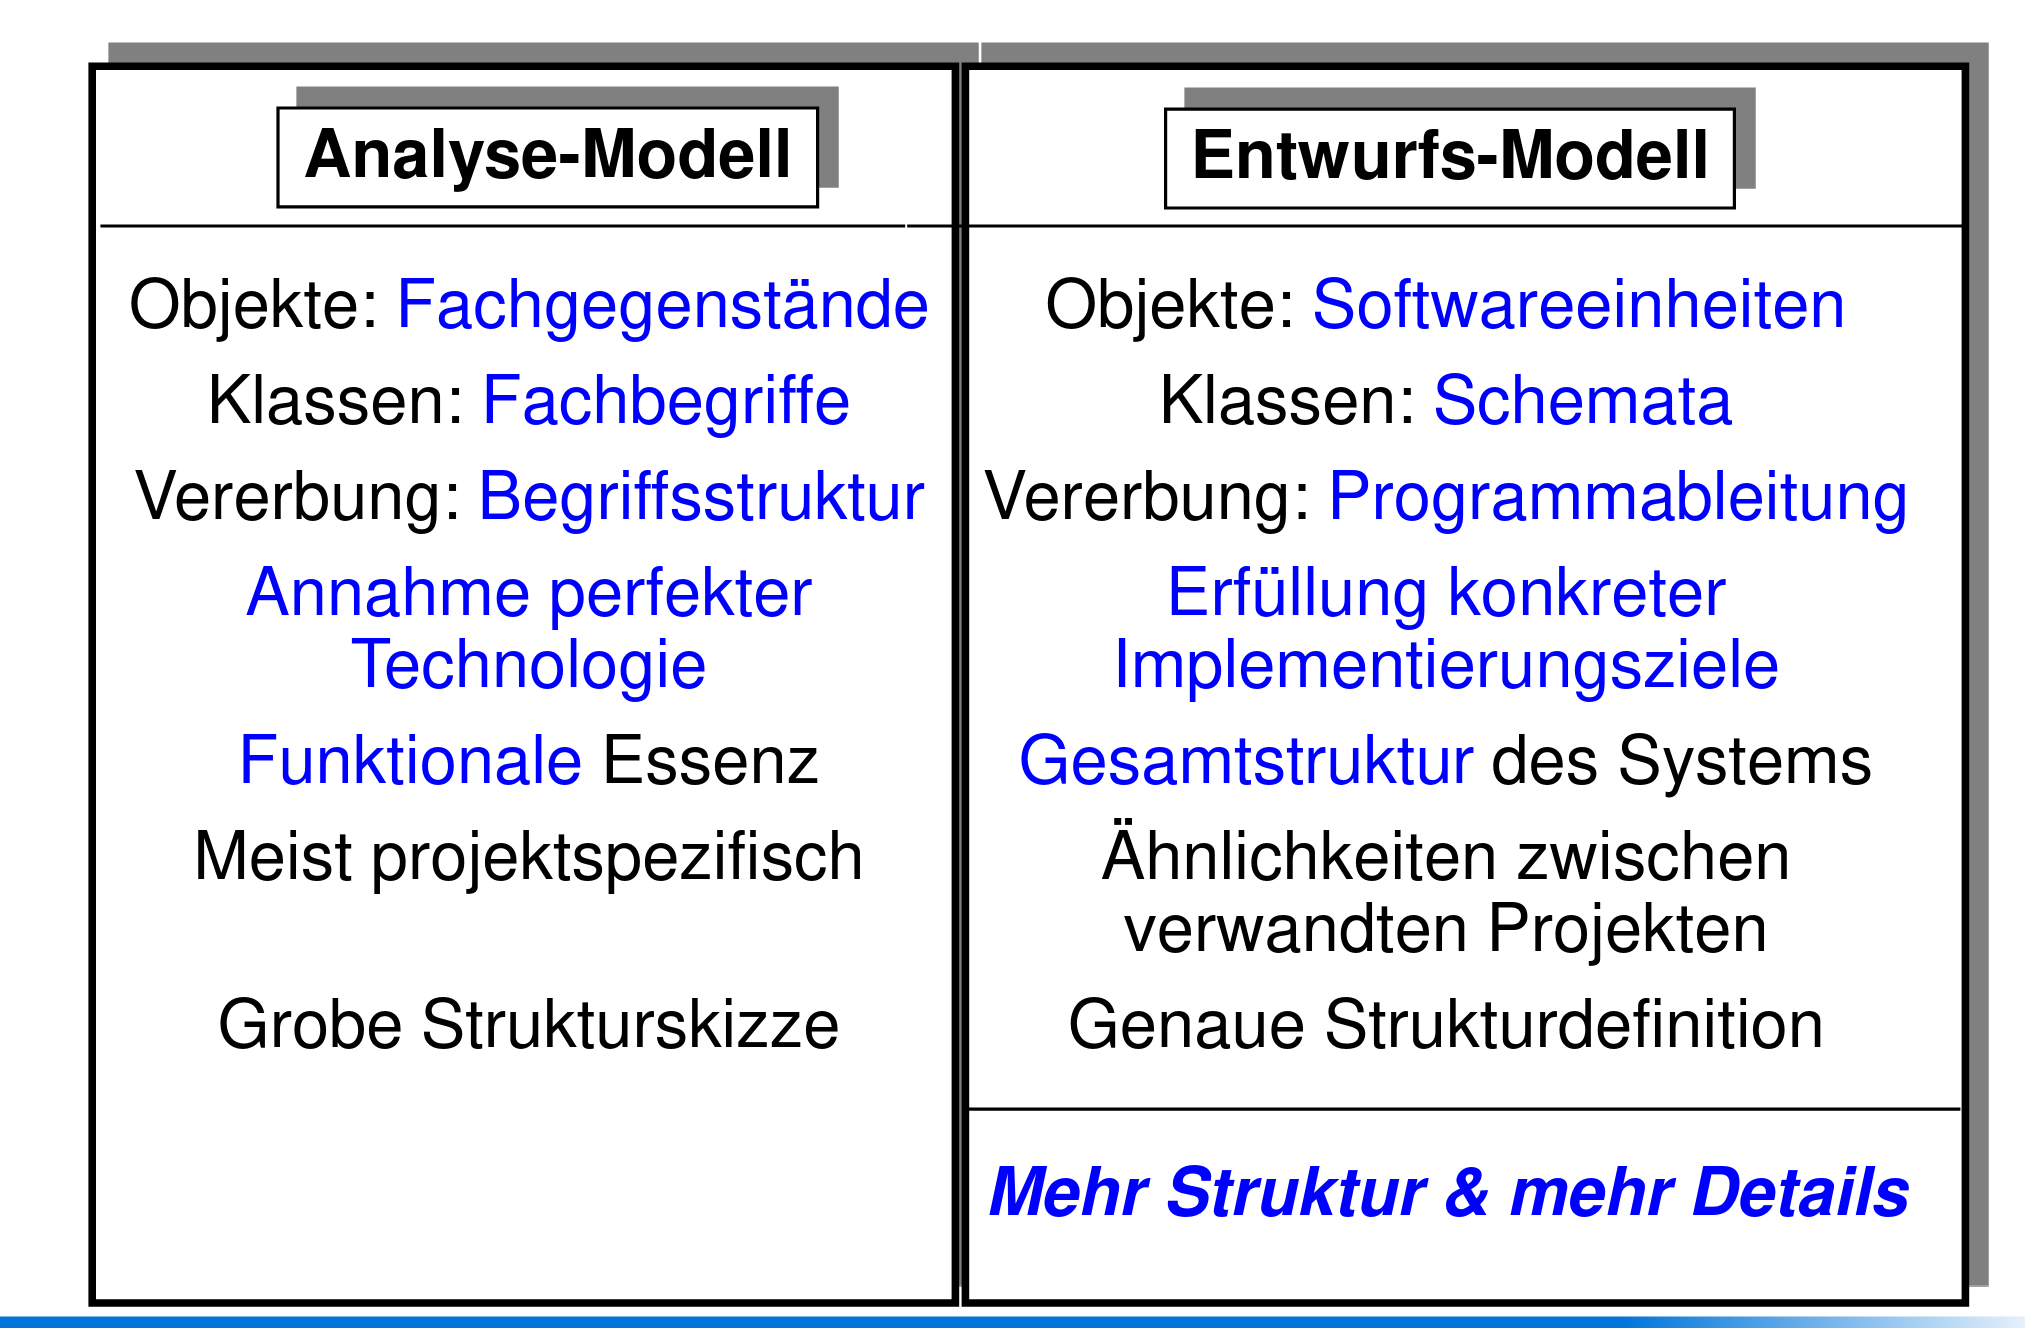 Analyse-Modell
Objekte: Fachgegenstände
Klassen: Fachbegriffe
Vererbung: Begriffsstruktur
Annahme perfekter
Technologie
Funktionale Essenz
Meist projektspezifisch
Grobe Strukturskizze
Entwurfs-Modell
Objekte: Softwareeinheiten
Klassen: Schemata
Vererbung: Programmableitung
Erfüllung konkreter
Implementierungsziele
Gesamtstruktur des Systems
Ähnlichkeiten zwischen
verwandten Projekten
Genaue Strukturdefinition
Mehr Struktur & mehr Details